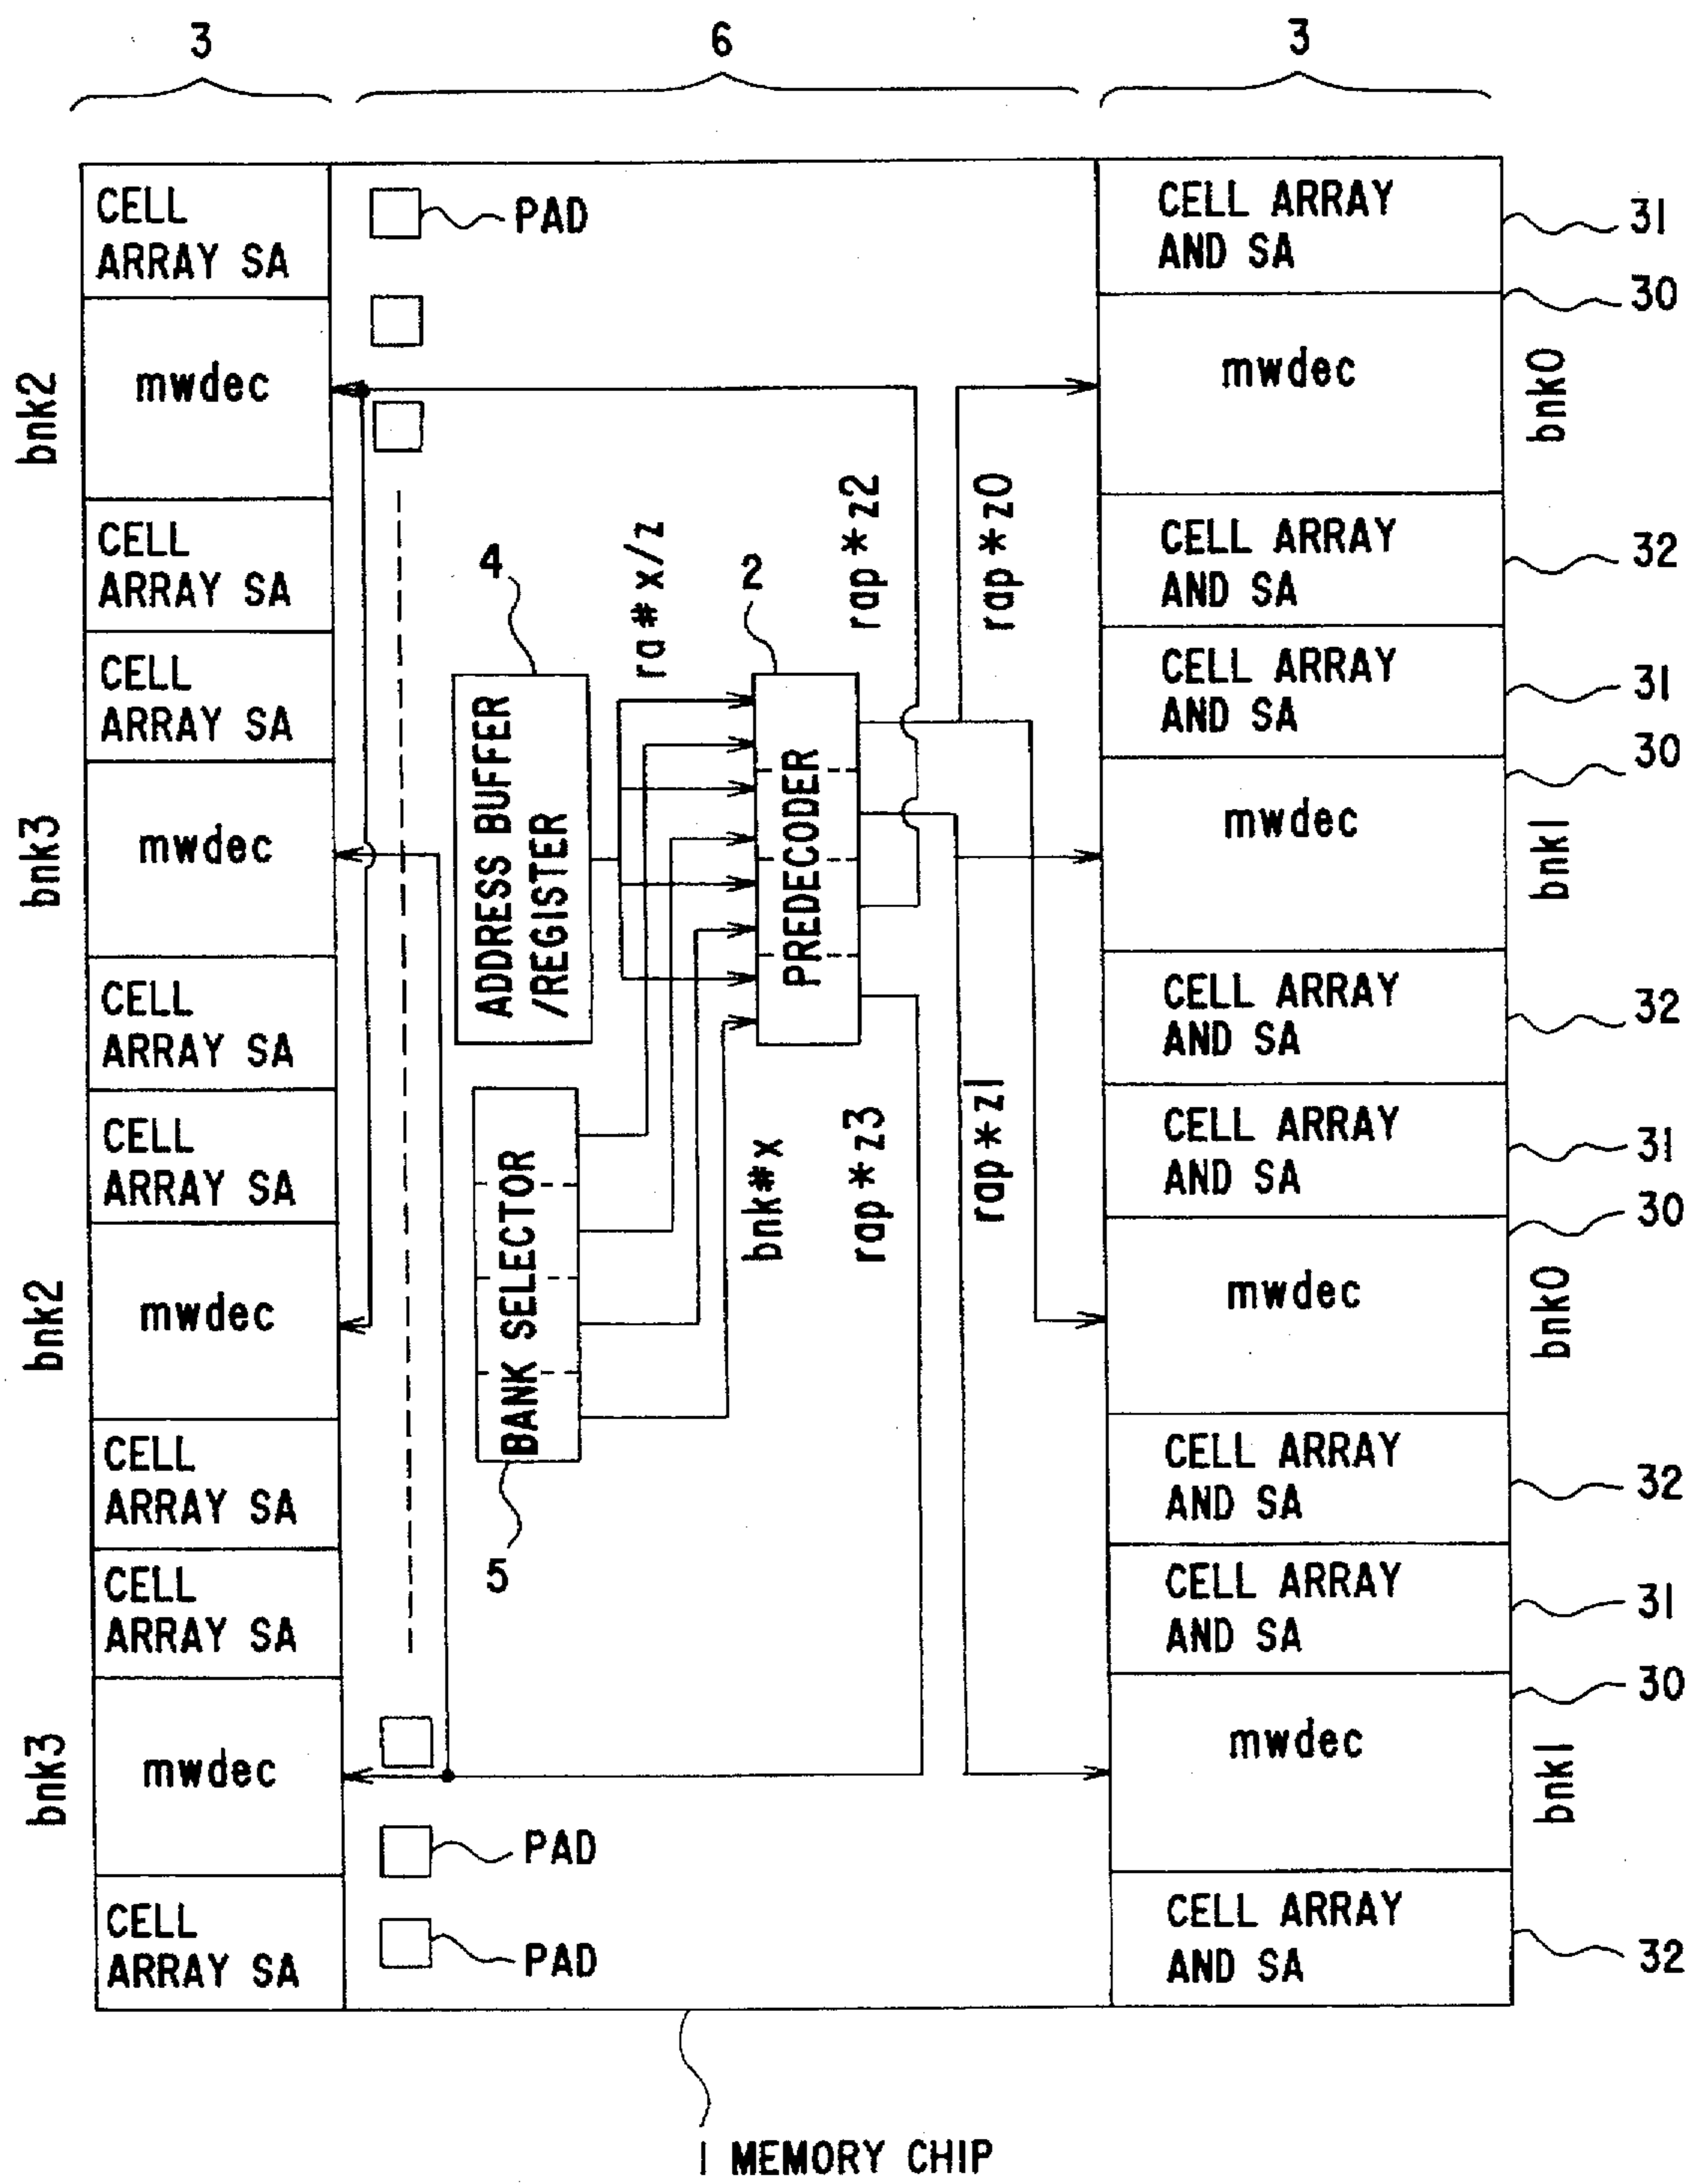 3
6
3
CELL
ARRAY SA
PAD
CELL ARRAY
AND SA
31
30
mwdec
bnk2
mwdec
bnk0
CELL
ARRAY SA
CELL ARRAY
AND SA
32
4
ra#x/z
2
rap*z2
rap*z0
CELL
ARRAY SA
CELL ARRAY
AND SA
31
30
ADDRESS BUFFER
/REGISTER
PREDECODER
mwdec
bnk3
mwdec
bnk1
CELL
ARRAY SA
CELL ARRAY
AND SA
32
CELL
ARRAY SA
CELL ARRAY
AND SA
31
30
BANK SELECTOR
5
bnk#x
rap*z3
rap*z1
mwdec
bnk2
mwdec
bnk0
CELL
ARRAY SA
CELL ARRAY
AND SA
32
CELL
ARRAY SA
CELL ARRAY
AND SA
31
30
mwdec
bnk3
mwdec
bnk1
PAD
CELL
ARRAY SA
PAD
CELL ARRAY
AND SA
32
1 MEMORY CHIP